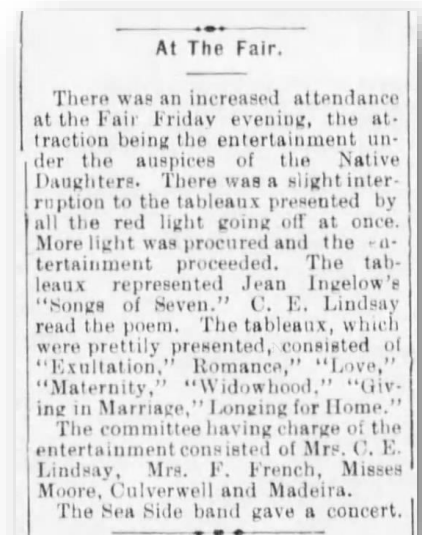 At The Fair.
There was an increased attendance
at the Fair Friday evening, the at-
traction being the entertainment un-
der the auspices of the Native
Daughters. There was a slight inter-
ruption to the tableaux presented by
all the red light going off at once.
More light was procured and the en-
tertainment proceeded. The tab-
leaux represented Jean Ingelow's
"Songs of Seven." C. E. Lindsay
read the poem. The tableaux, which
were prettily presented, consisted of
"Exultation," Romance," "Love,"
"Maternity," "Widowhood," "Giv-
ing in Marriage," Longing for Home."
The committee having charge of the
entertainment consisted of Mrs. C. E.
Lindsay, Mrs. F. French, Misses
Moore, Culverwell and Madeira.
The Sea Side band gave a concert.